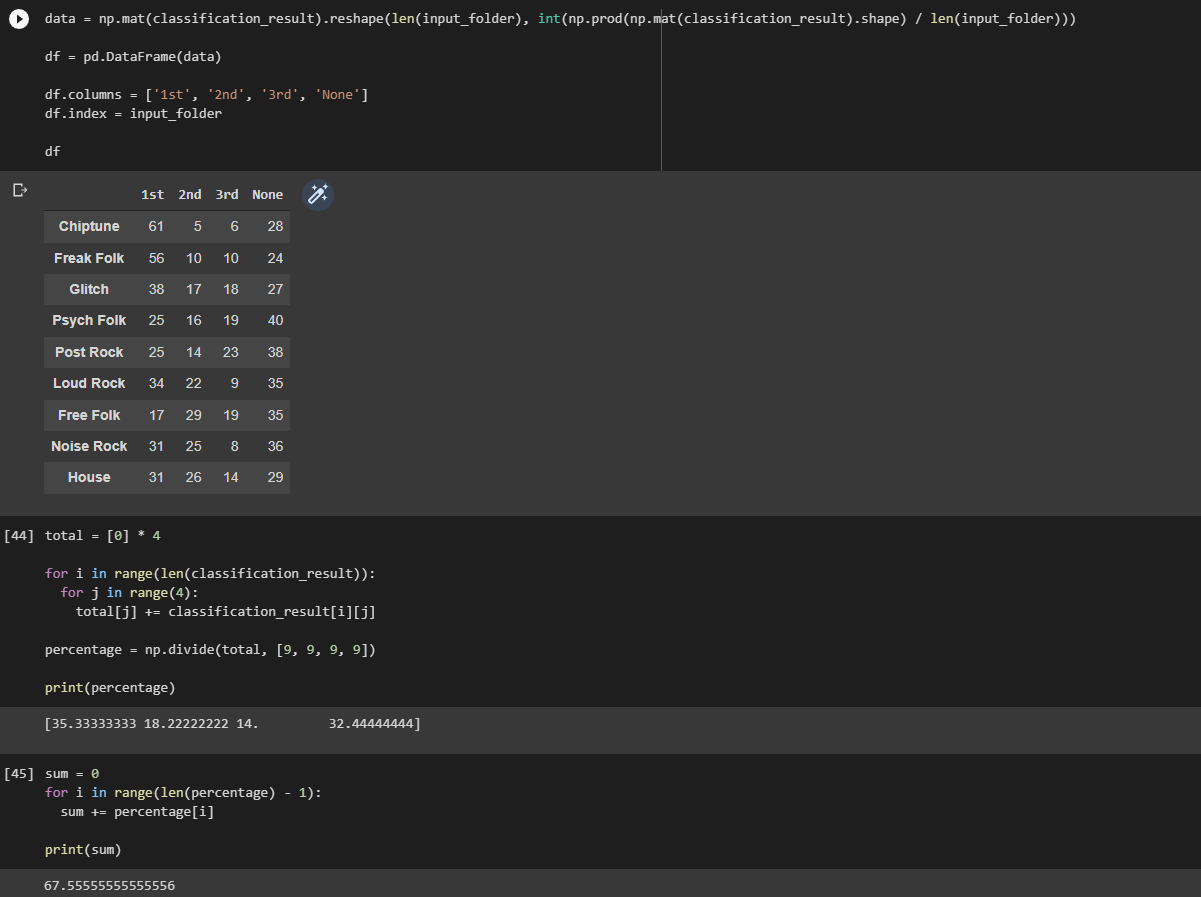 data = np.mat(classification_result).reshape(len(input_folder), int(np.prod(np.mat(classification_result).shape) / len(input_folder)))
df = pd.DataFrame(data)
df.columns = ['1st', '2nd', '3rd', 'None']
df.index = input_folder
df
1st 2nd 3rd None
Chiptune 61 5 6 28
Freak Folk 56 10 10 24
Glitch 38 17 18 27
Psych Folk 25 16 19 40
Post Rock 25 14 23 38
Loud Rock 34 22 9 35
Free Folk 17 29 19 35
Noise Rock 31 25 8 36
House 31 26 14 29
[44] total = [0] * 4
for i in range(len(classification_result)):
  for j in range(4):
    total[j] += classification_result[i][j]
percentage = np.divide(total, [9, 9, 9, 9])
print(percentage)
[35.33333333 18.22222222 14.         32.44444444]
[45] sum = 0
for i in range(len(percentage) - 1):
  sum += percentage[i]
print(sum)
67.55555555555556